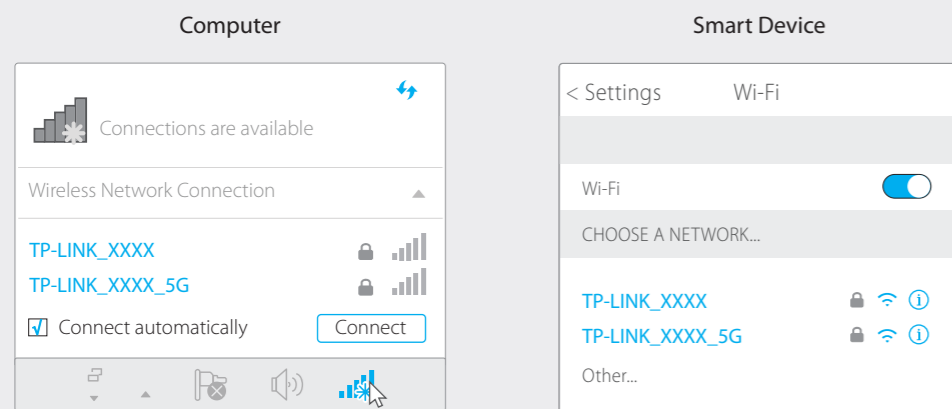 Computer
Connections are available
Wireless Network Connection
TP-LINK_XXXX
TP-LINK_XXXX_5G
Connect automatically
Connect
Smart Device
< Settings
Wi-Fi
Wi-Fi
CHOOSE A NETWORK...
TP-LINK_XXXX
TP-LINK_XXXX_5G
Other...